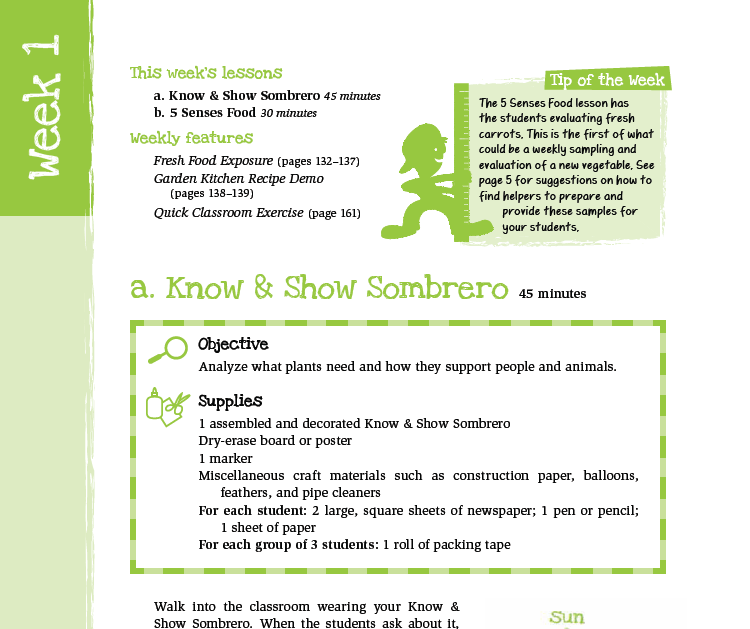 Week 1
This week's lessons
a. Know & Show Sombrero 45 minutes
b. 5 Senses Food 30 minutes
Weekly features
Fresh Food Exposure (pages 132–137)
Garden Kitchen Recipe Demo
(pages 138–139)
Quick Classroom Exercise (page 161)
Tip of the Week
The 5 Senses Food lesson has
the students evaluating fresh
carrots. This is the first of what
could be a weekly sampling and
evaluation of a new vegetable. See
page 5 for suggestions on how to
find helpers to prepare and
provide these samples for
your students.
a. Know & Show Sombrero 45 minutes
Objective
Analyze what plants need and how they support people and animals.
Supplies
1 assembled and decorated Know & Show Sombrero
Dry-erase board or poster
1 marker
Miscellaneous craft materials such as construction paper, balloons,
feathers, and pipe cleaners
For each student: 2 large, square sheets of newspaper; 1 pen or pencil;
1 sheet of paper
For each group of 3 students: 1 roll of packing tape
Walk into the classroom wearing your Know &
Show Sombrero. When the students ask about it,
Sun